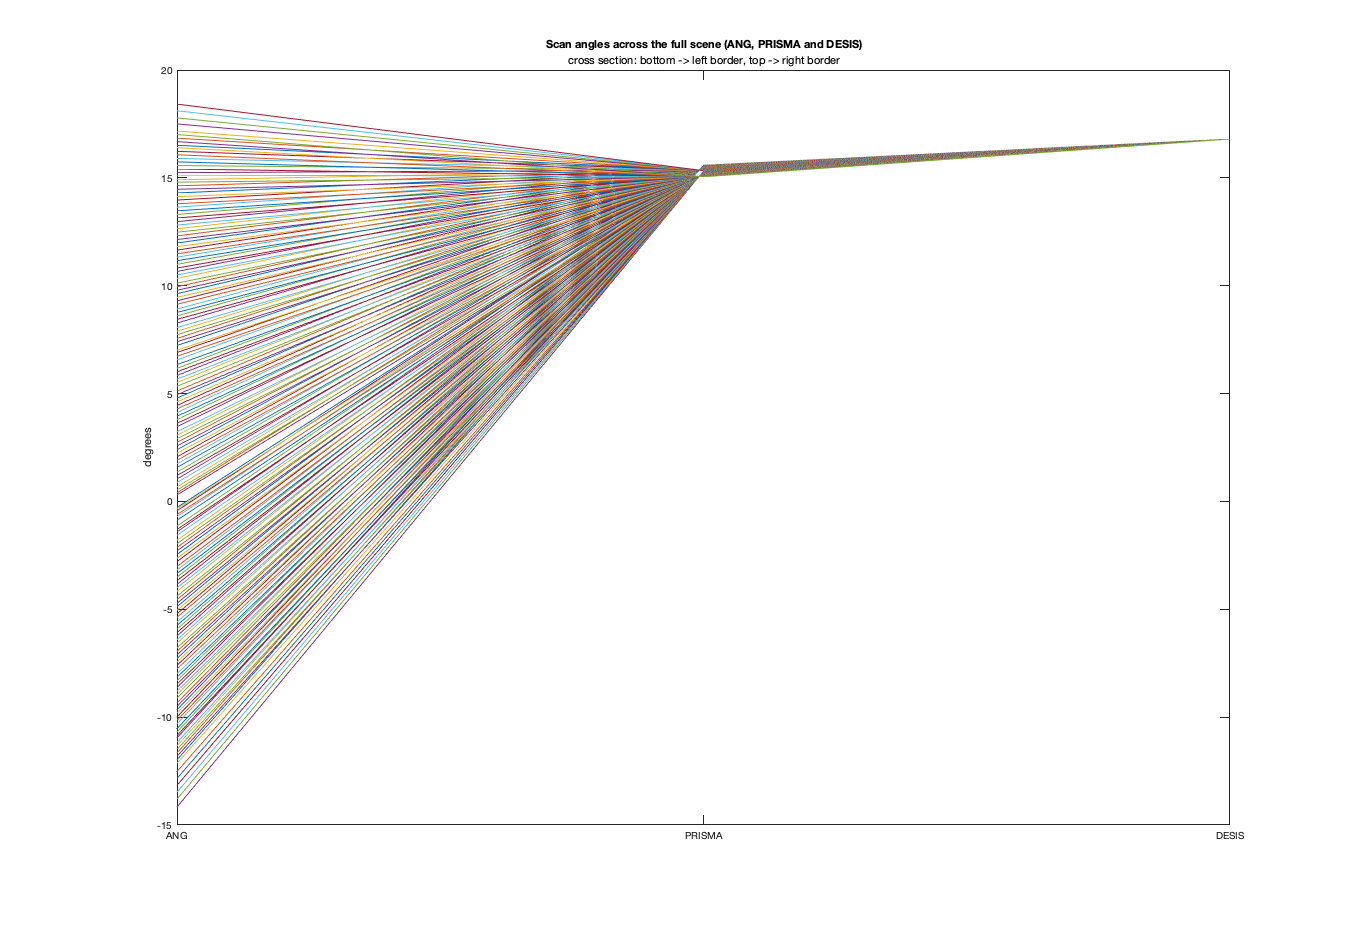 Scan angles across the full scene (ANG, PRISMA and DESIS)
cross section: bottom -> left border, top -> right border
20
15
10
5
0
-5
-10
-15
degrees
ANG PRISMA DESIS